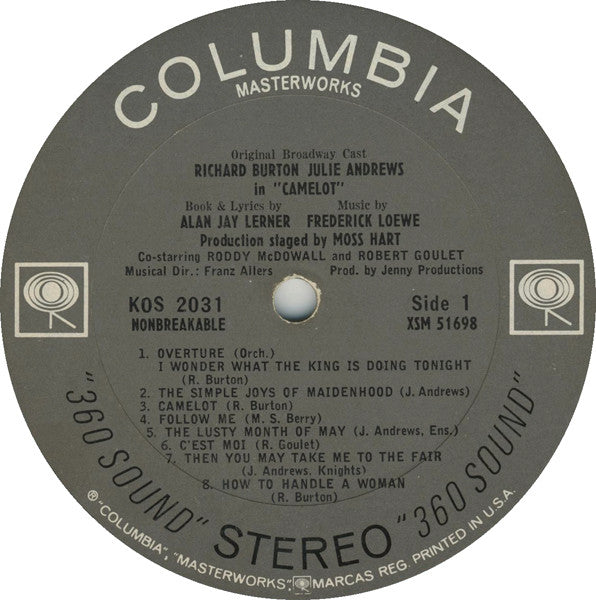 COLUMBIA
MASTERWORKS
Original Broadway Cast
RICHARD BURTON JULIE ANDREWS
in "CAMELOT"
Book & Lyrics by Music by
ALAN JAY LERNER FREDERICK LOEWE
Production staged by MOSS HART
Co-starring RODDY McDOWALL and ROBERT GOULET
Musical Dir.: Franz Allers Prod. by Jenny Productions
KOS 2031 Side 1
NONBREAKABLE XSM 51698
1. OVERTURE (Orch.)
I WONDER WHAT THE KING IS DOING TONIGHT
(R. Burton)
2. THE SIMPLE JOYS OF MAIDENHOOD (J. Andrews)
3. CAMELOT (R. Burton)
4. FOLLOW ME (M. S. Berry)
5. THE LUSTY MONTH OF MAY (J. Andrews, Ens.)
6. C'EST MOI (R. Goulet)
7. THEN YOU MAY TAKE ME TO THE FAIR
(J. Andrews. Knights)
8. HOW TO HANDLE A WOMAN
(R. Burton)
"360 SOUND" STEREO "360 SOUND"
® "COLUMBIA", "MASTERWORKS", MARCAS REG. PRINTED IN U.S.A.